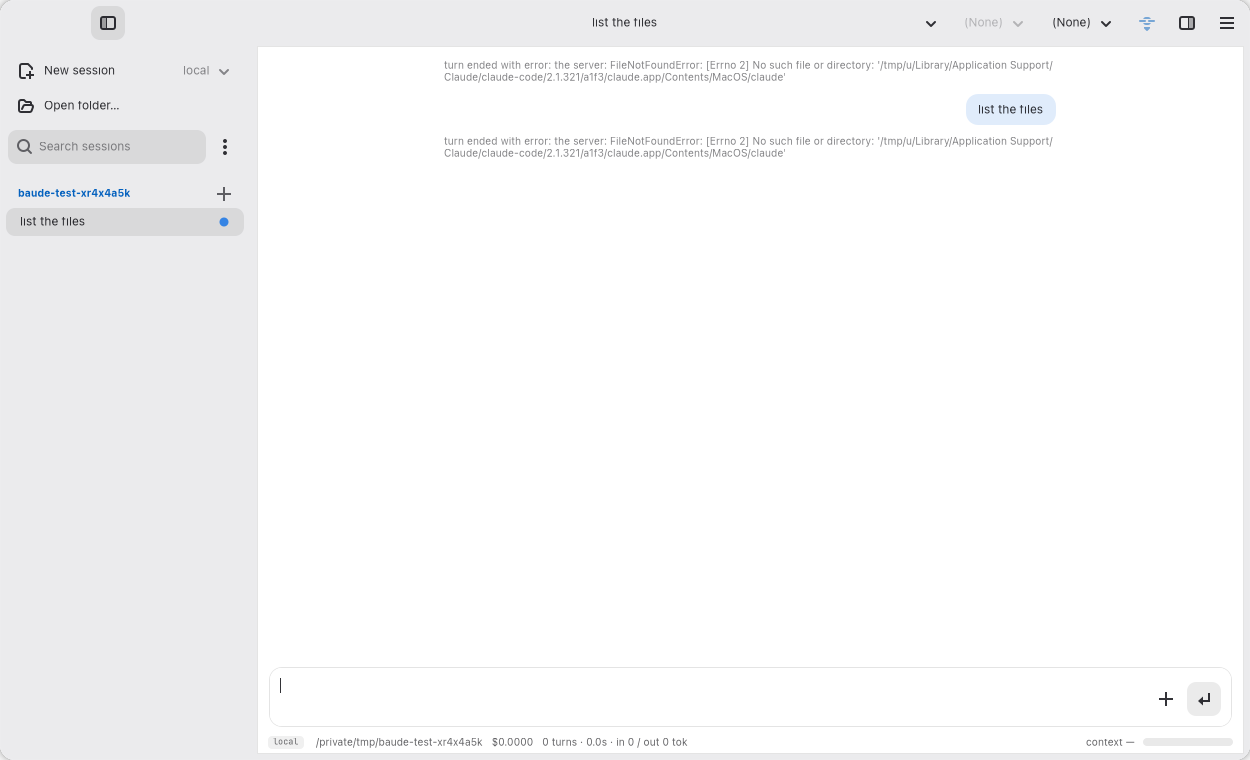 list the files
(None)
(None)
New session
local
Open folder...
Search sessions
baude-test-xr4x4a5k
list the files
turn ended with error: the server: FileNotFoundError: [Errno 2] No such file or directory: '/tmp/u/Library/Application Support/
Claude/claude-code/2.1.321/a1f3/claude.app/Contents/MacOS/claude'
list the files
turn ended with error: the server: FileNotFoundError: [Errno 2] No such file or directory: '/tmp/u/Library/Application Support/
Claude/claude-code/2.1.321/a1f3/claude.app/Contents/MacOS/claude'
local /private/tmp/baude-test-xr4x4a5k $0.0000 0 turns · 0.0s · in 0 / out 0 tok
context —